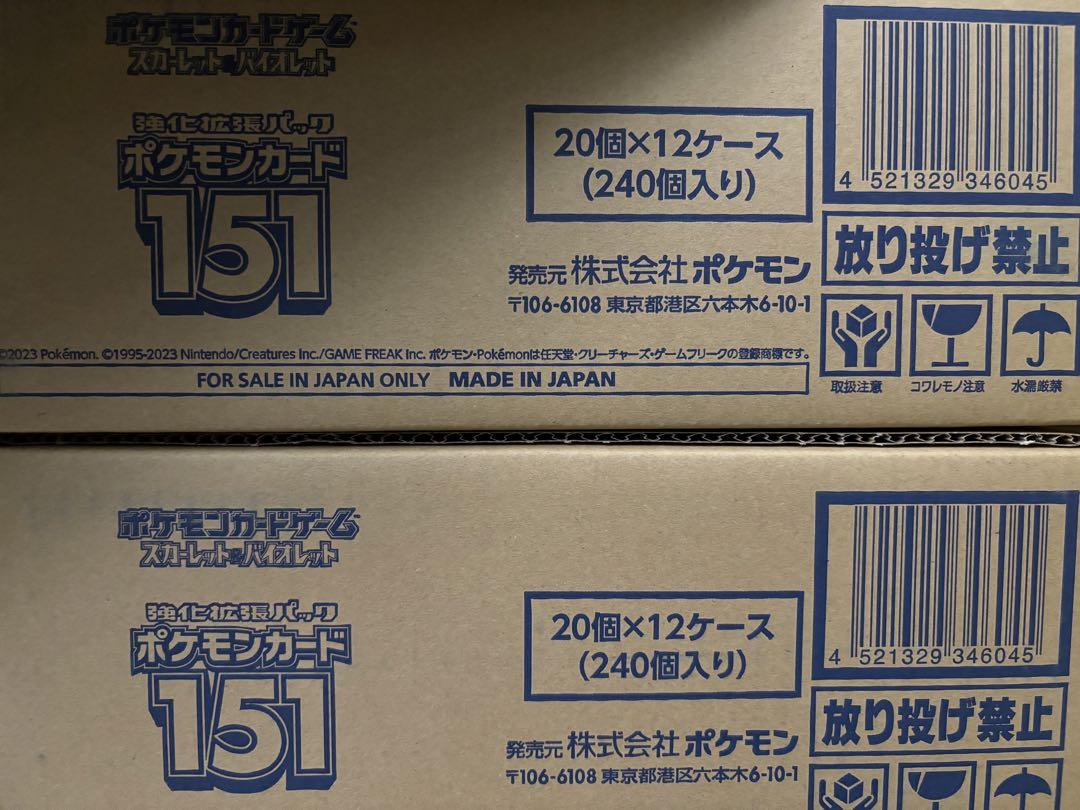 ポケモンカードゲーム
スカーレット&バイオレット
強化拡張パック
ポケモンカード
151
20個×12ケース
(240個入り)
発売元 株式会社 ポケモン
〒106-6108 東京都港区六本木6-10-1
4 521329 346045
放り投げ禁止
取扱注意 コワレモノ注意 水濡厳禁
©2023 Pokémon. ©1995-2023 Nintendo/Creatures Inc./GAME FREAK Inc. ポケモン・Pokémonは任天堂・クリーチャーズ・ゲームフリークの登録商標です。
FOR SALE IN JAPAN ONLY MADE IN JAPAN
ポケモンカードゲーム
スカーレット&バイオレット
強化拡張パック
ポケモンカード
151
20個×12ケース
(240個入り)
発売元 株式会社 ポケモン
〒106-6108 東京都港区六本木6-10-1
4 521329 346045
放り投げ禁止